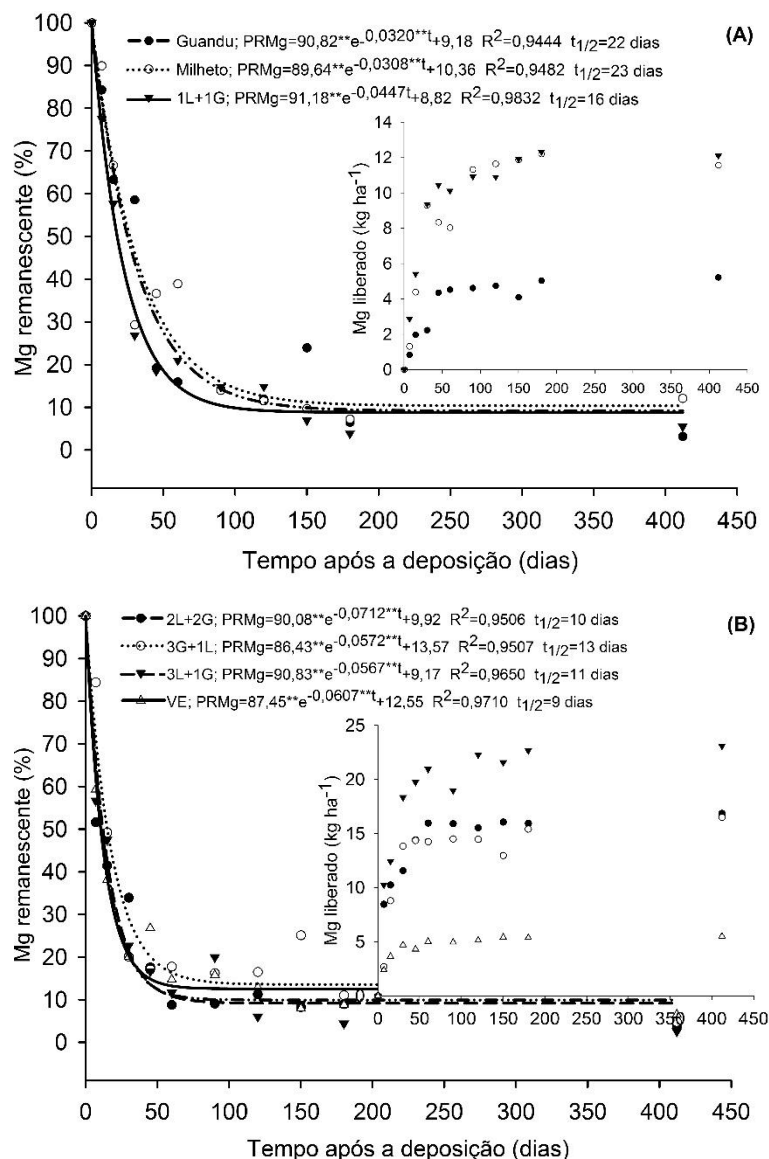 (A)
Guandu; PRMg=90,82**e-0,0320**t+9,18 R2=0,9444 t1/2=22 dias
Milheto; PRMg=89,64**e-0,0308**t+10,36 R2=0,9482 t1/2=23 dias
1L+1G; PRMg=91,18**e-0,0447**t+8,82 R2=0,9832 t1/2=16 dias
Mg remanescente (%)
100
90
80
70
60
50
40
30
20
10
0
Mg liberado (kg ha-1)
14
12
10
8
6
4
2
0
0 50 100 150 200 250 300 350 400 450
0 50 100 150 200 250 300 350 400 450
Tempo após a deposição (dias)
(B)
2L+2G; PRMg=90,08**e-0,0712**t+9,92 R2=0,9506 t1/2=10 dias
3G+1L; PRMg=86,43**e-0,0572**t+13,57 R2=0,9507 t1/2=13 dias
3L+1G; PRMg=90,83**e-0,0567**t+9,17 R2=0,9650 t1/2=11 dias
VE; PRMg=87,45**e-0,0607**t+12,55 R2=0,9710 t1/2=9 dias
Mg remanescente (%)
100
90
80
70
60
50
40
30
20
10
0
Mg liberado (kg ha-1)
25
20
15
10
5
0
0 50 100 150 200 250 300 350 400 450
0 50 100 150 200 250 300 350 400 450
Tempo após a deposição (dias)